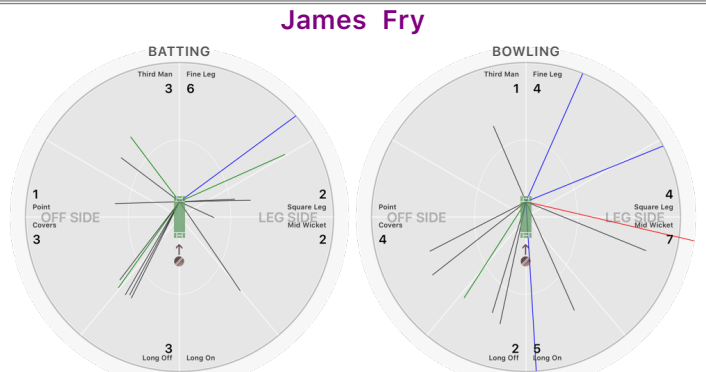 James Fry
BATTING
Third Man Fine Leg
3 6
1
Point
OFF SIDE
Covers
3
2
Square Leg
LEG SIDE
Mid Wicket
2
3
Long Off Long On
BOWLING
Third Man Fine Leg
1 4
Point
OFF SIDE
Covers
4
4
Square Leg
LEG SIDE
Mid Wicket
7
2 5
Long Off Long On